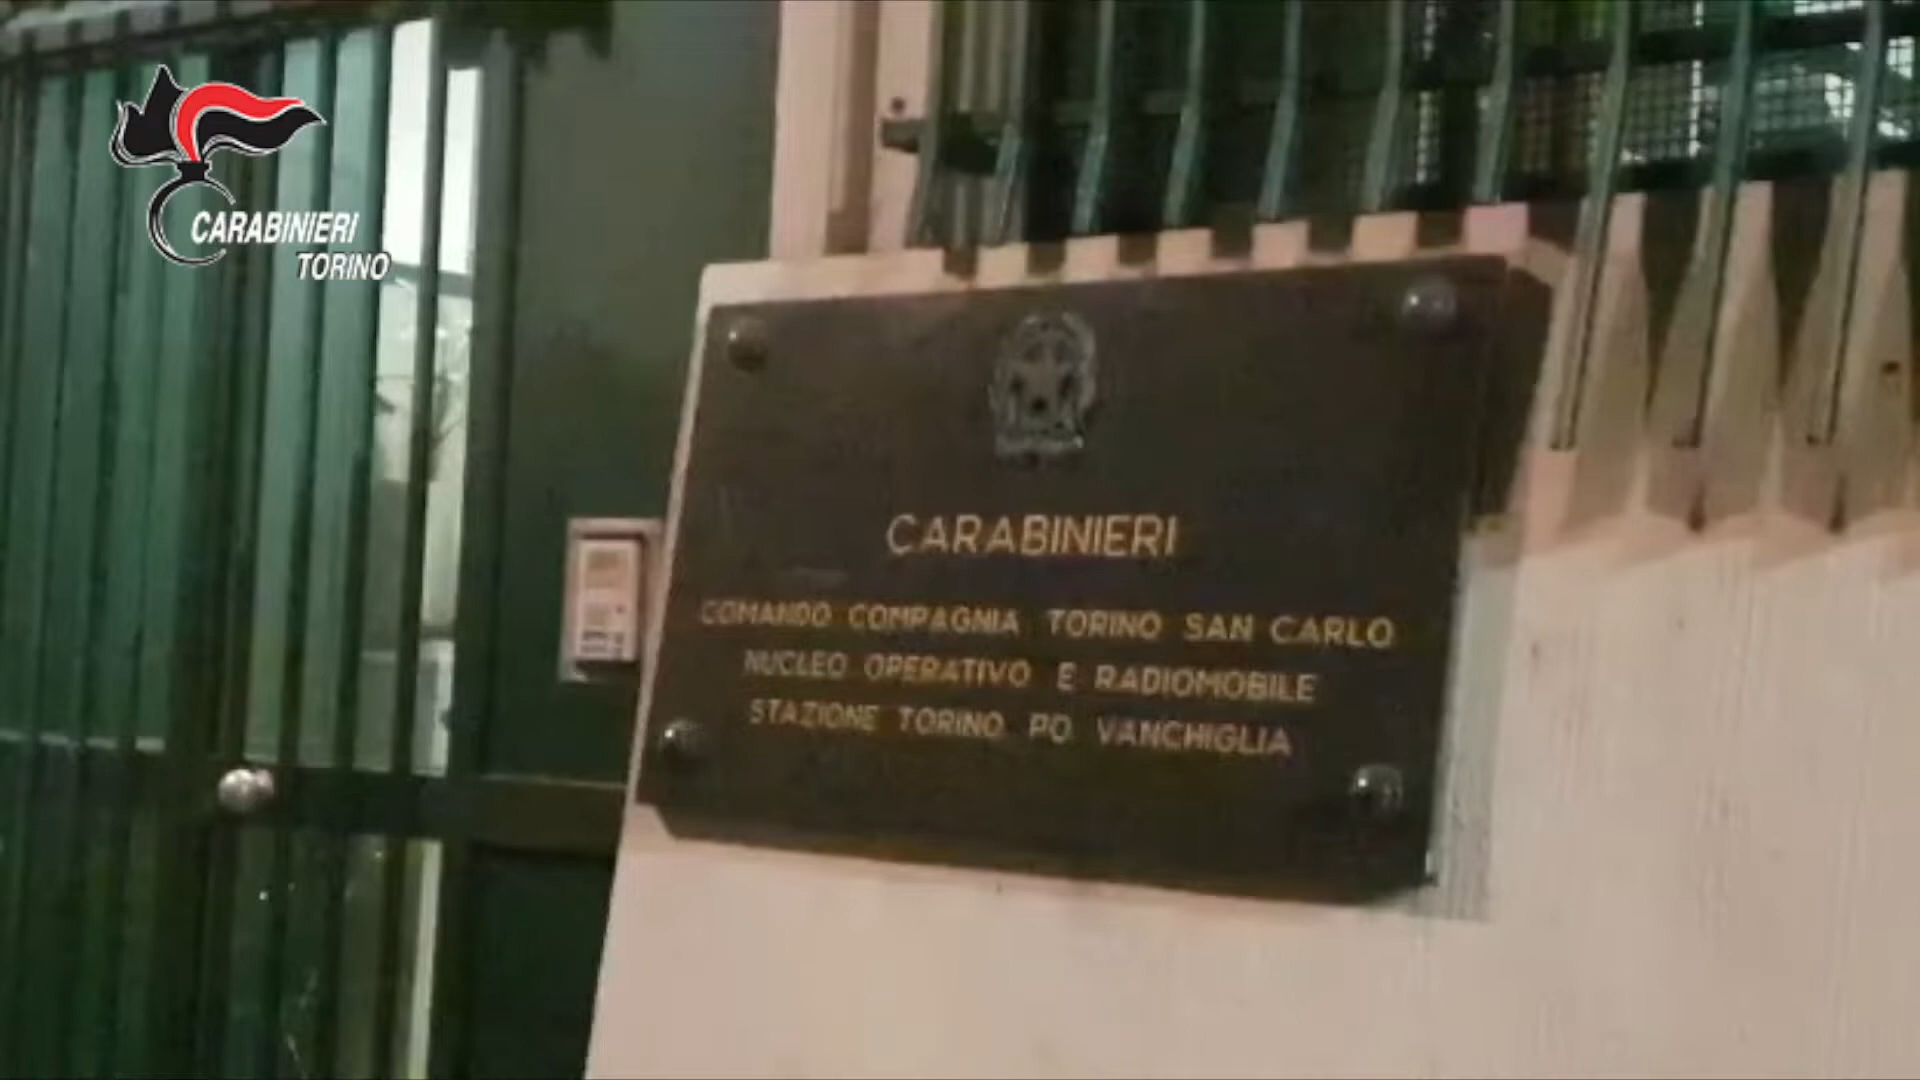 CARABINIERI
TORINO
CARABINIERI
COMANDO COMPAGNIA TORINO SAN CARLO
NUCLEO OPERATIVO E RADIOMOBILE
STAZIONE TORINO PO VANCHIGLIA